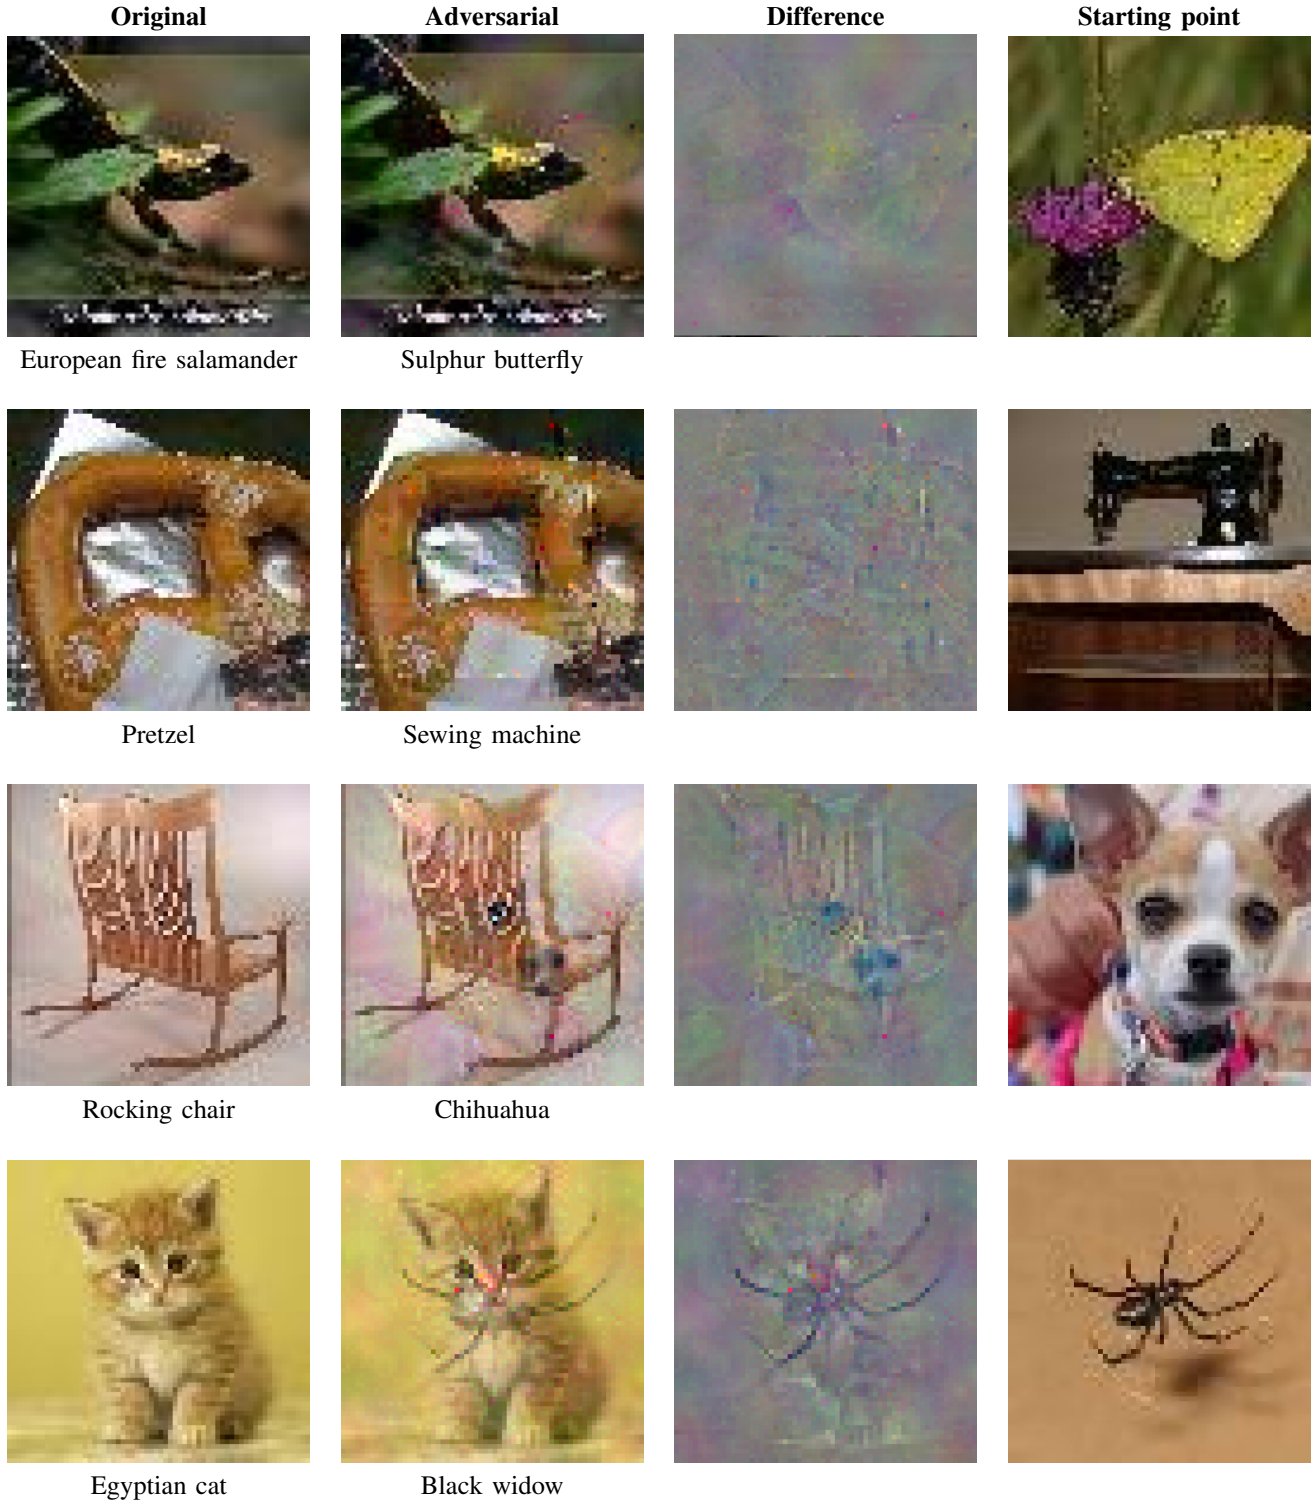 Original Adversarial Difference Starting point
European fire salamander Sulphur butterfly
Pretzel Sewing machine
Rocking chair Chihuahua
Egyptian cat Black widow